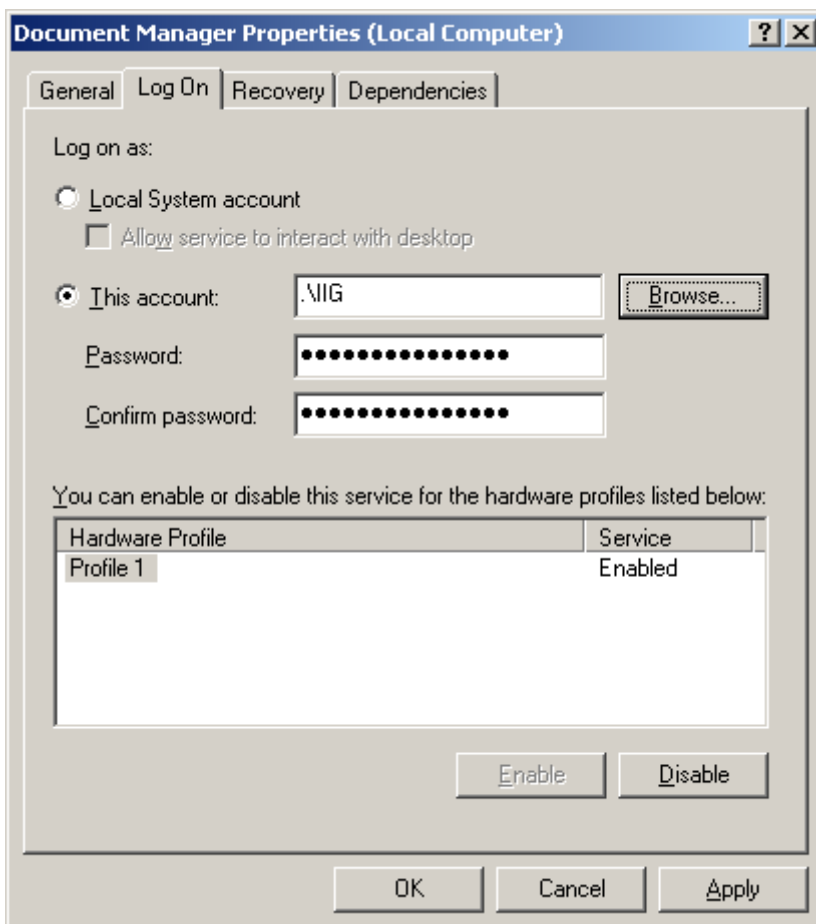 Document Manager Properties (Local Computer)
General Log On Recovery Dependencies
Log on as:
Local System account
Allow service to interact with desktop
This account: .\IIG Browse...
Password: ●●●●●●●●●●●●●●●
Confirm password: ●●●●●●●●●●●●●●●
You can enable or disable this service for the hardware profiles listed below:
Hardware Profile Service
Profile 1 Enabled
Enable Disable
OK Cancel Apply